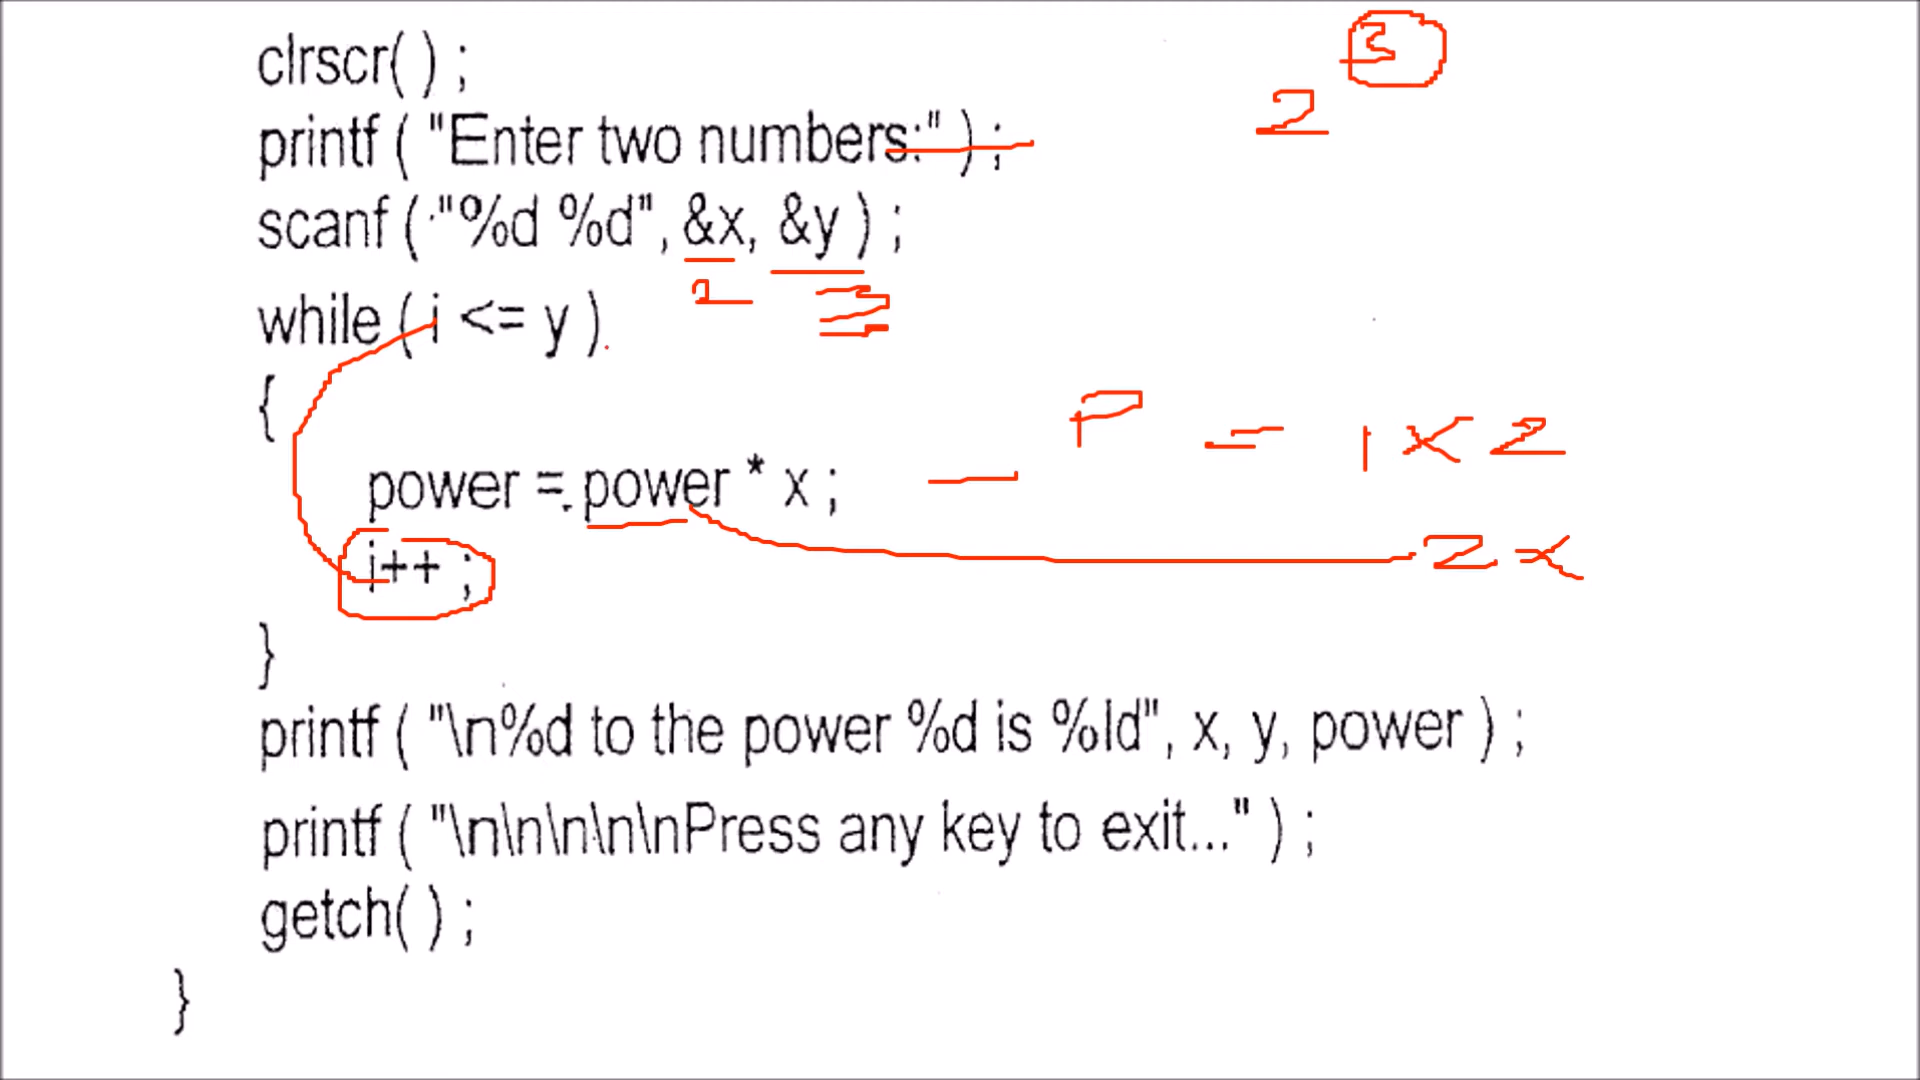 clrscr( ) ;
3
2
printf ( "Enter two numbers:" ) ;
scanf ( "%d %d", &x, &y ) ;
2 3
while ( i <= y )
{
P = 1 x 2
power = power * x ;
2 x
i++ ;
}
printf ( "\n%d to the power %d is %ld", x, y, power ) ;
printf ( "\n\n\n\n\nPress any key to exit..." ) ;
getch( ) ;
}